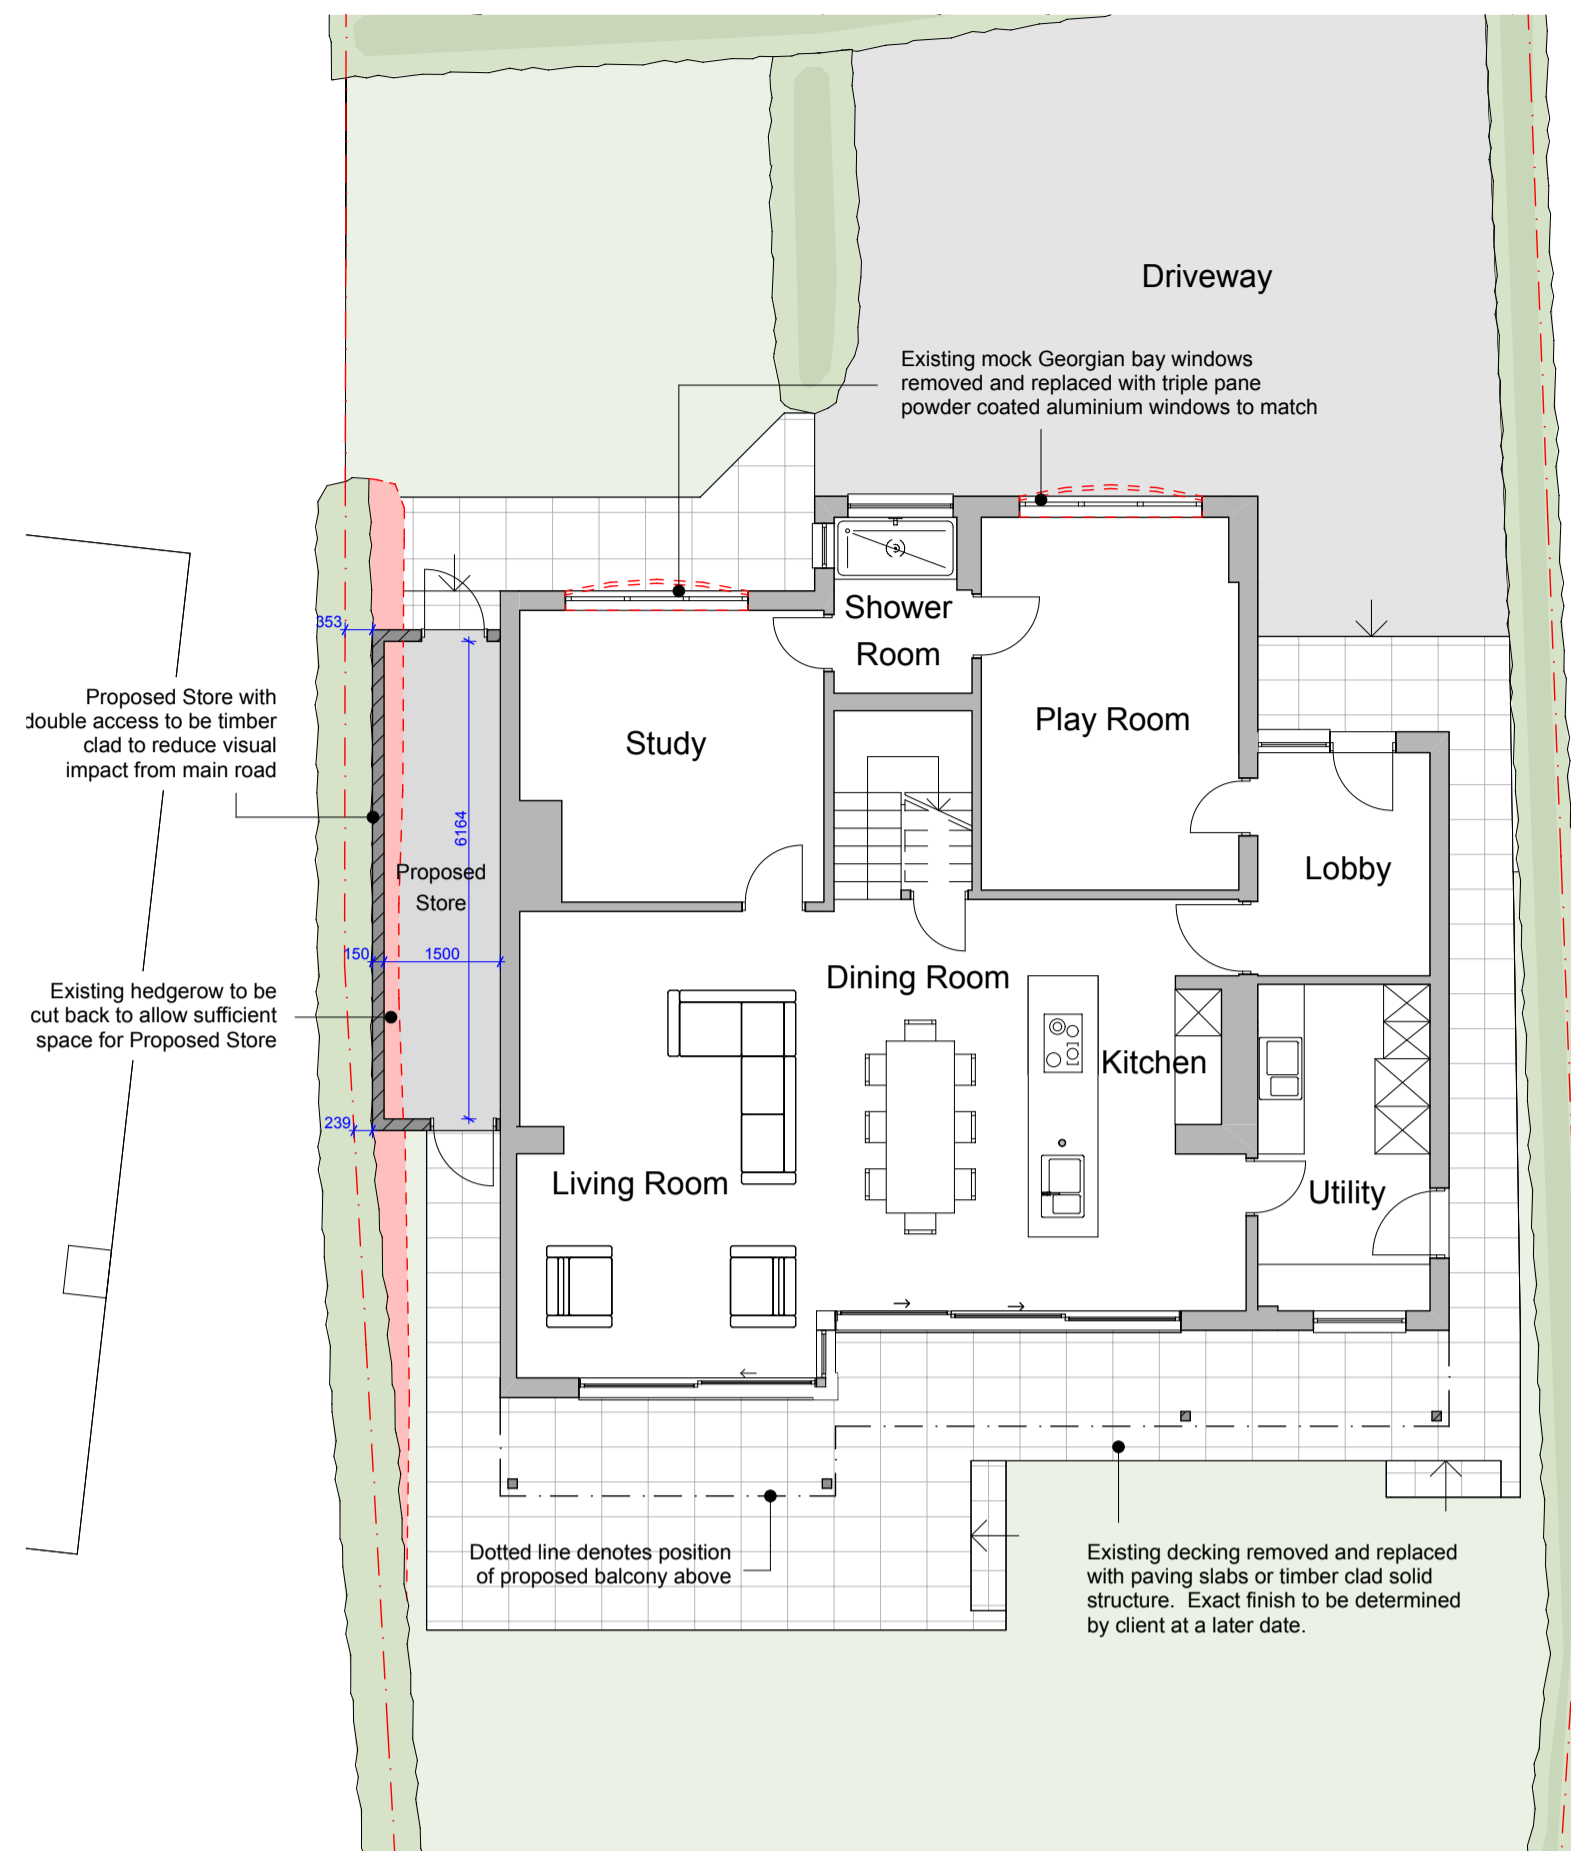 Driveway
Existing mock Georgian bay windows
removed and replaced with triple pane
powder coated aluminium windows to match
Shower
Room
353
Proposed Store with
double access to be timber
clad to reduce visual
impact from main road
Study
Play Room
6164
Proposed
Store
Lobby
150
1500
Dining Room
Existing hedgerow to be
cut back to allow sufficient
space for Proposed Store
Kitchen
239
Living Room
Utility
Dotted line denotes position
of proposed balcony above
Existing decking removed and replaced
with paving slabs or timber clad solid
structure. Exact finish to be determined
by client at a later date.